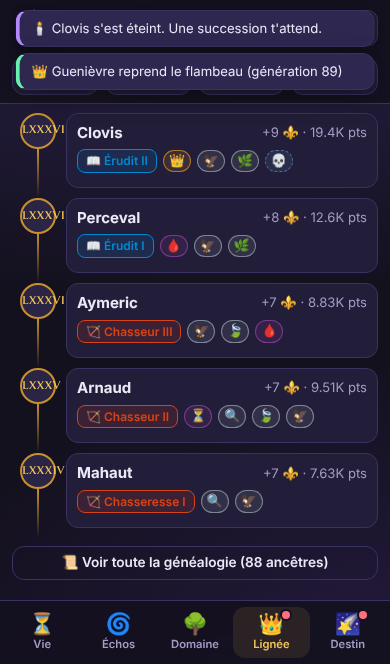 Clovis s'est éteint. Une succession t'attend.
Guenièvre reprend le flambeau (génération 89)
Clovis +9 · 19.4K pts
Érudit II
Perceval +8 · 12.6K pts
Érudit I
Aymeric +7 · 8.83K pts
Chasseur III
LXXXV
Arnaud +7 · 9.51K pts
Chasseur II
LXXXIV
Mahaut +7 · 7.63K pts
Chasseresse I
Voir toute la généalogie (88 ancêtres)
Vie Échos Domaine Lignée Destin